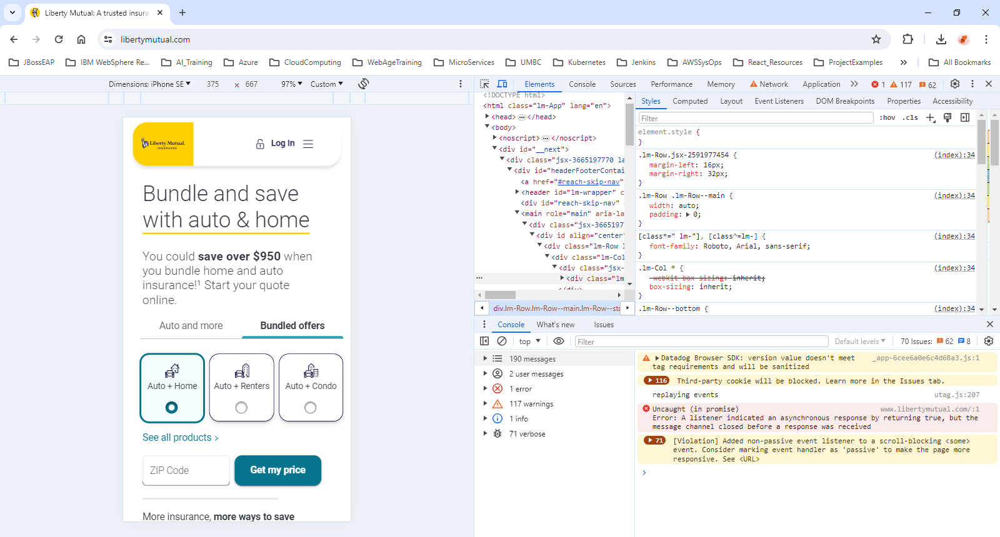 Liberty Mutual: A trusted insura
libertymutual.com
JBossEAP
IBM WebSphere Re...
AI_Training
Azure
CloudComputing
WebAgeTraining
MicroServices
UMBC
Kubernetes
Jenkins
AWSSysOps
React_Resources
ProjectExamples
»
All Bookmarks
Dimensions: iPhone SE
375
×
667
97%
Custom
Liberty Mutual.
INSURANCE
Log In
Bundle and save
with auto & home
You could save over $950 when
you bundle home and auto
insurance!¹ Start your quote
online.
Auto and more
Bundled offers
Auto + Home
Auto + Renters
Auto + Condo
See all products >
ZIP Code
Get my price
More insurance, more ways to save
Elements
Console
Sources
Performance
Memory
Network
Application
1
117
62
<!DOCTYPE html>
<html class="lm-App" lang="en">
<head>…</head>
<body>
<noscript>…</noscript>
<div id="__next">
<div class="jsx-3665197770 la
<div id="headerFooterContai
<a href="#reach-skip-nav"
<header id="lm-wrapper" c
<div id="reach-skip-nav"
<main role="main" aria-la
<div class="jsx-366519 7
<div id align="center"
<div class="lm-Row l
<div class="lm-Col
<div class="jsx-
<div class="lm
</div>
div.lm-Row.lm-Row--main.lm-Row--sta
Styles
Computed
Layout
Event Listeners
DOM Breakpoints
Properties
Accessibility
Filter
:hov
.cls
element.style {
}
.lm-Row.jsx-2591977454 {
(index):34
margin-left: 16px;
margin-right: 32px;
}
.lm-Row .lm-Row--main {
(index):34
width: auto;
padding: 0;
}
[class*=" lm-"], [class^=lm-] {
(index):34
font-family: Roboto, Arial, sans-serif;
}
.lm-Col * {
(index):34
-webkit-box-sizing: inherit;
box-sizing: inherit;
}
.lm-Row--bottom {
(index):34
Console
What's new
Issues
top
Filter
Default levels
70 Issues:
62
8
190 messages
2 user messages
1 error
117 warnings
1 info
71 verbose
Datadog Browser SDK: version value doesn't meet
_app-6cee6a0e6c4d68a3.js:1
tag requirements and will be sanitized
116
Third-party cookie will be blocked. Learn more in the Issues tab.
replaying events
utag.js:207
Uncaught (in promise)
www.libertymutual.com/:1
Error: A listener indicated an asynchronous response by returning true, but the
message channel closed before a response was received
71
[Violation] Added non-passive event listener to a scroll-blocking <some>
event. Consider marking event handler as 'passive' to make the page more
responsive. See <URL>